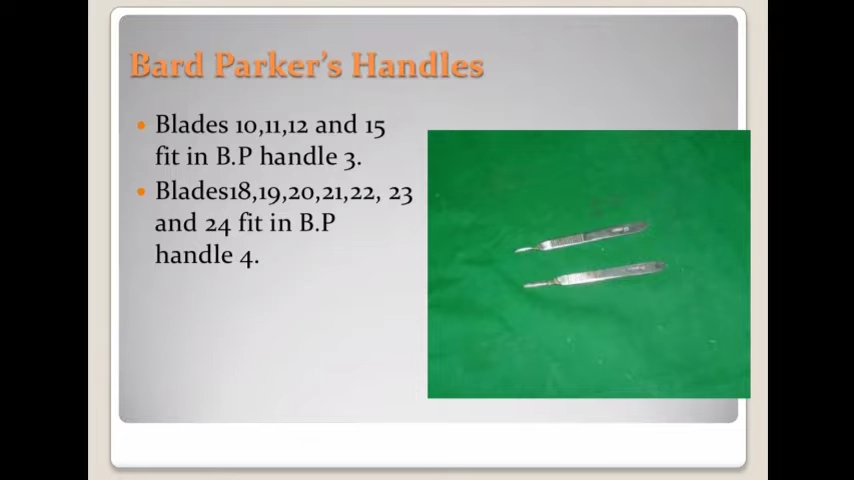 Bard Parker's Handles
• Blades 10,11,12 and 15
fit in B.P handle 3.
• Blades18,19,20,21,22, 23
and 24 fit in B.P
handle 4.